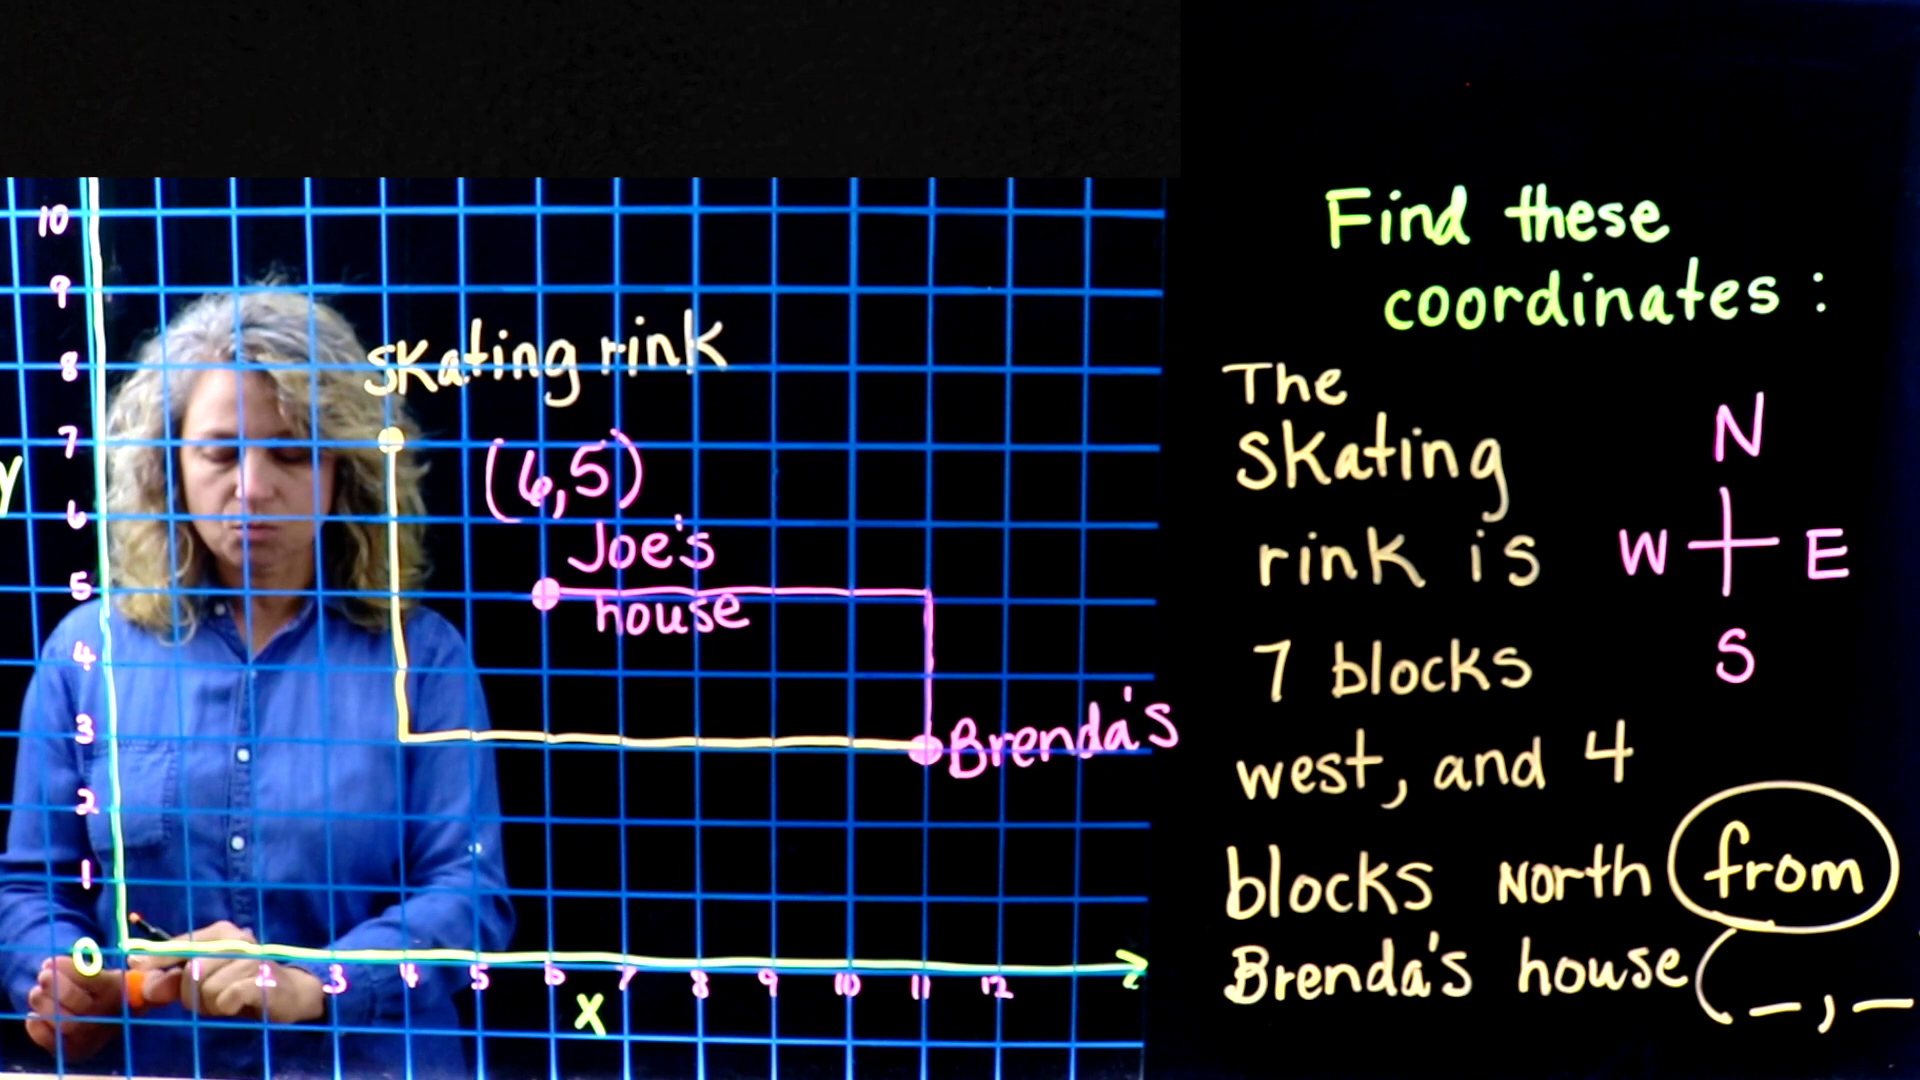 10
9
8
7
6
5
4
3
2
1
0
y
Skating rink
(6,5)
Joe's
house
Brenda's
1 2 3 4 5 6 7 8 9 10 11 12
x
Find these
coordinates:
The
Skating
rink is
7 blocks
west, and 4
blocks North from
Brenda's house (_,_
N
W E
S